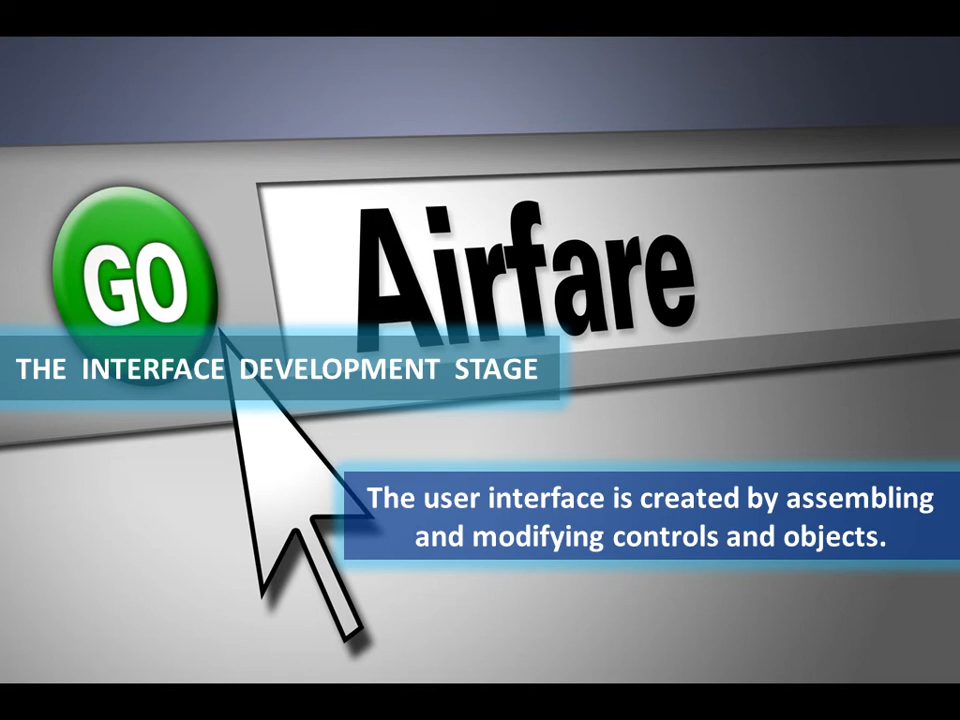 GO
Airfare
THE INTERFACE DEVELOPMENT STAGE
The user interface is created by assembling
and modifying controls and objects.